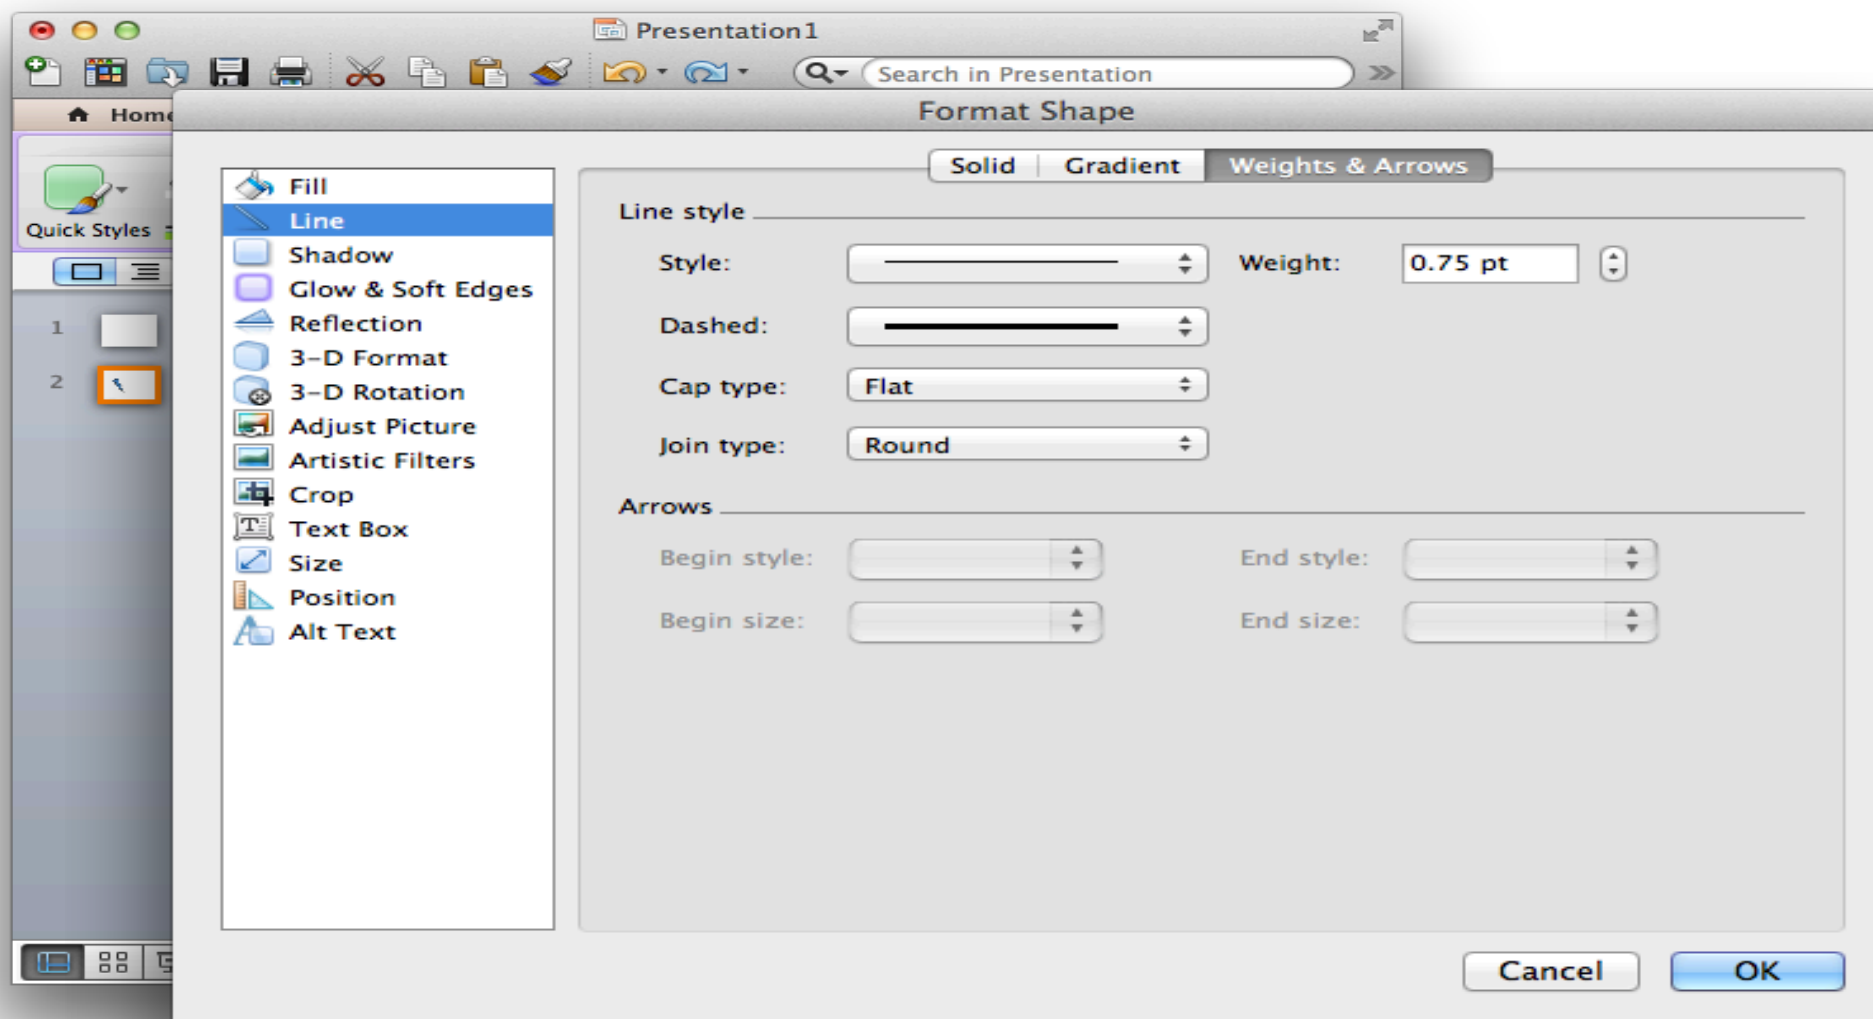 Presentation1
Search in Presentation
Home
Format Shape
Quick Styles
1
2
Fill
Line
Shadow
Glow & Soft Edges
Reflection
3-D Format
3-D Rotation
Adjust Picture
Artistic Filters
Crop
Text Box
Size
Position
Alt Text
Solid Gradient Weights & Arrows
Line style
Style: Weight: 0.75 pt
Dashed:
Cap type: Flat
Join type: Round
Arrows
Begin style: End style:
Begin size: End size:
Cancel OK